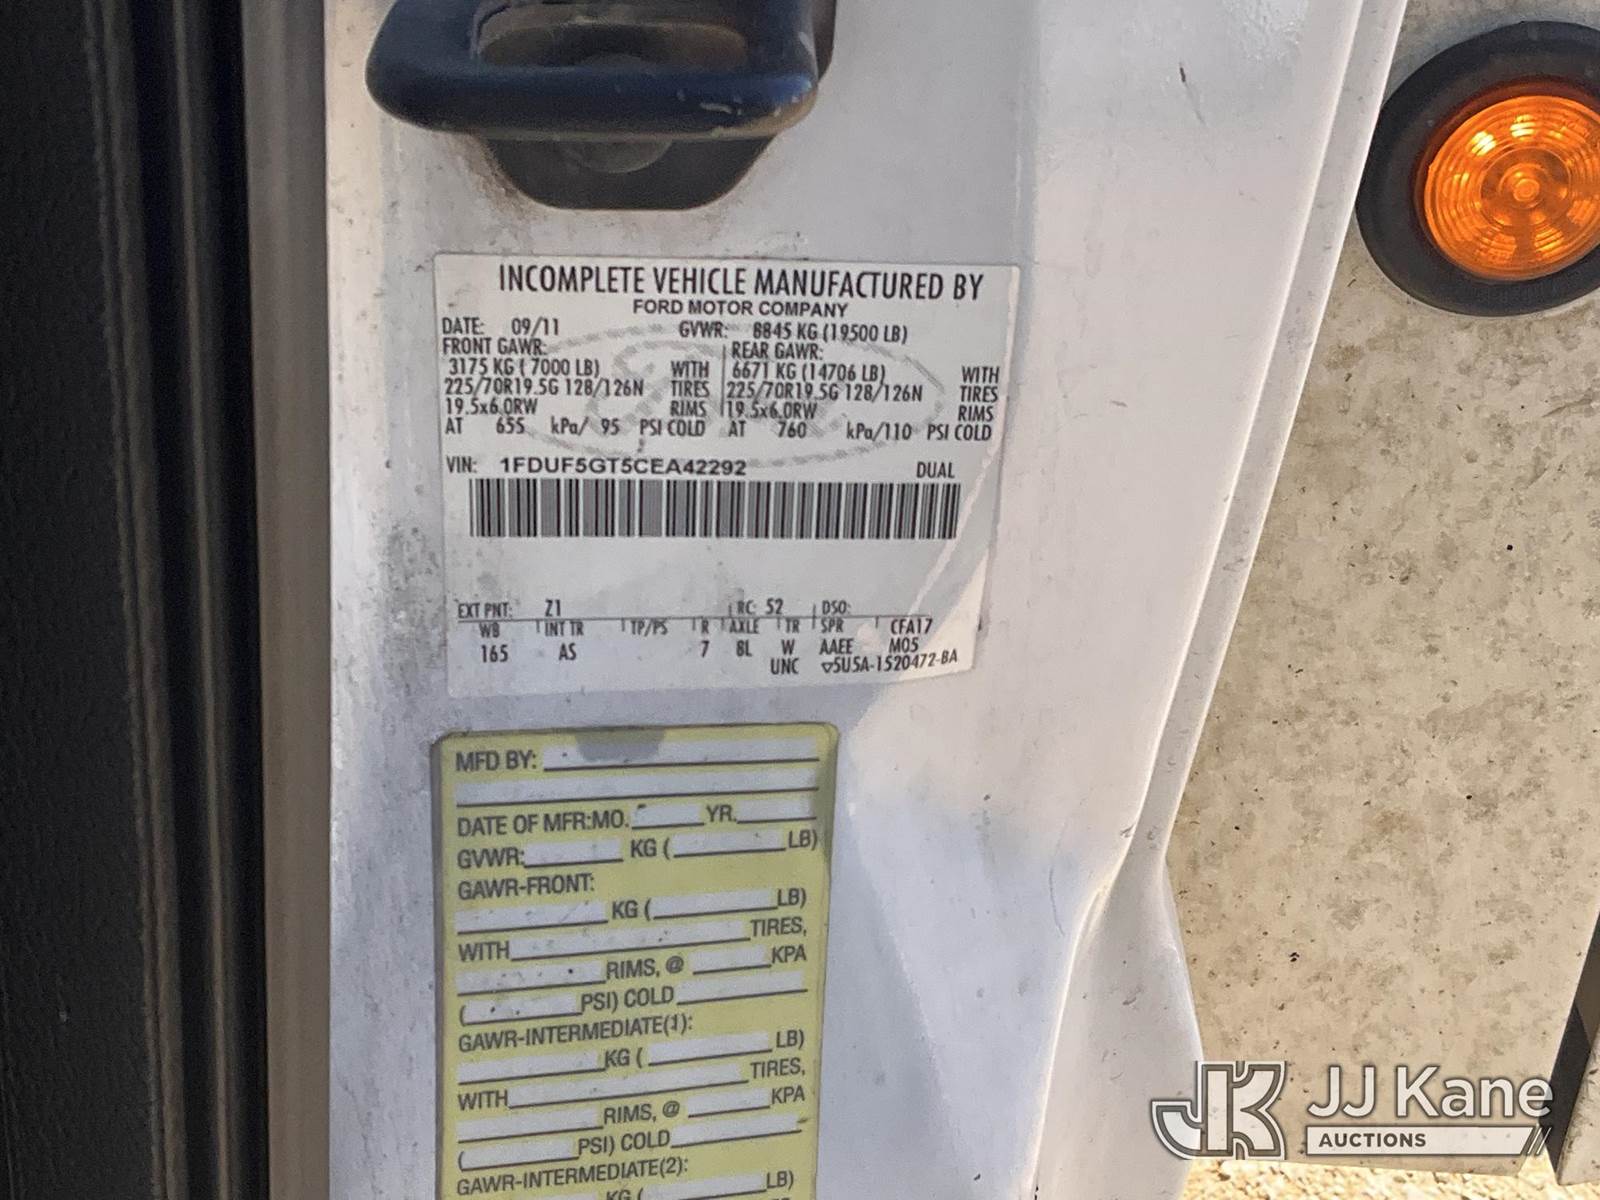 INCOMPLETE VEHICLE MANUFACTURED BY
FORD MOTOR COMPANY
DATE: 09/11 GVWR: 8845 KG (19500 LB)
FRONT GAWR: REAR GAWR:
3175 KG ( 7000 LB) WITH 6671 KG (14706 LB) WITH
225/70R19.5G 128/126N TIRES 225/70R19.5G 128/126N TIRES
19.5x6.0RW RIMS 19.5x6.0RW RIMS
AT 655 kPa/ 95 PSI COLD AT 760 kPa/110 PSI COLD
VIN: 1FDUF5GT5CEA42292 DUAL
EXT PNT: Z1 RC: 52 DSO:
WB INT TR TP/PS R AXLE TR SPR CFA17
165 AS 7 8L W AAEE M05
UNC ▽5U5A-1520472-BA
MFD BY:
DATE OF MFR:MO. YR.
GVWR: KG ( LB)
GAWR-FRONT:
KG ( LB)
WITH TIRES,
RIMS, @ KPA
( PSI) COLD
GAWR-INTERMEDIATE(1):
KG ( LB)
WITH TIRES,
RIMS, @ KPA
( PSI) COLD
GAWR-INTERMEDIATE(2):
KG ( LB)
JK JJ Kane
AUCTIONS